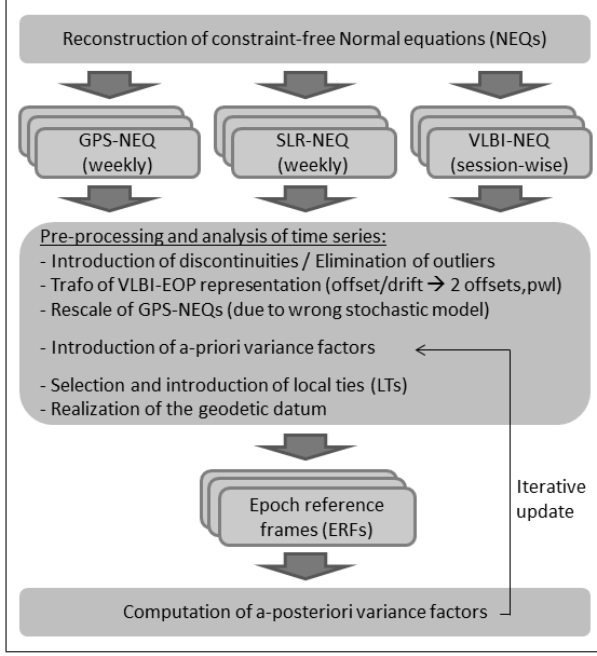 Reconstruction of constraint-free Normal equations (NEQs)
GPS-NEQ
(weekly)
SLR-NEQ
(weekly)
VLBI-NEQ
(session-wise)
Pre-processing and analysis of time series:
- Introduction of discontinuities / Elimination of outliers
- Trafo of VLBI-EOP representation (offset/drift → 2 offsets,pwl)
- Rescale of GPS-NEQs (due to wrong stochastic model)
- Introduction of a-priori variance factors
- Selection and introduction of local ties (LTs)
- Realization of the geodetic datum
Epoch reference
frames (ERFs)
Iterative
update
Computation of a-posteriori variance factors